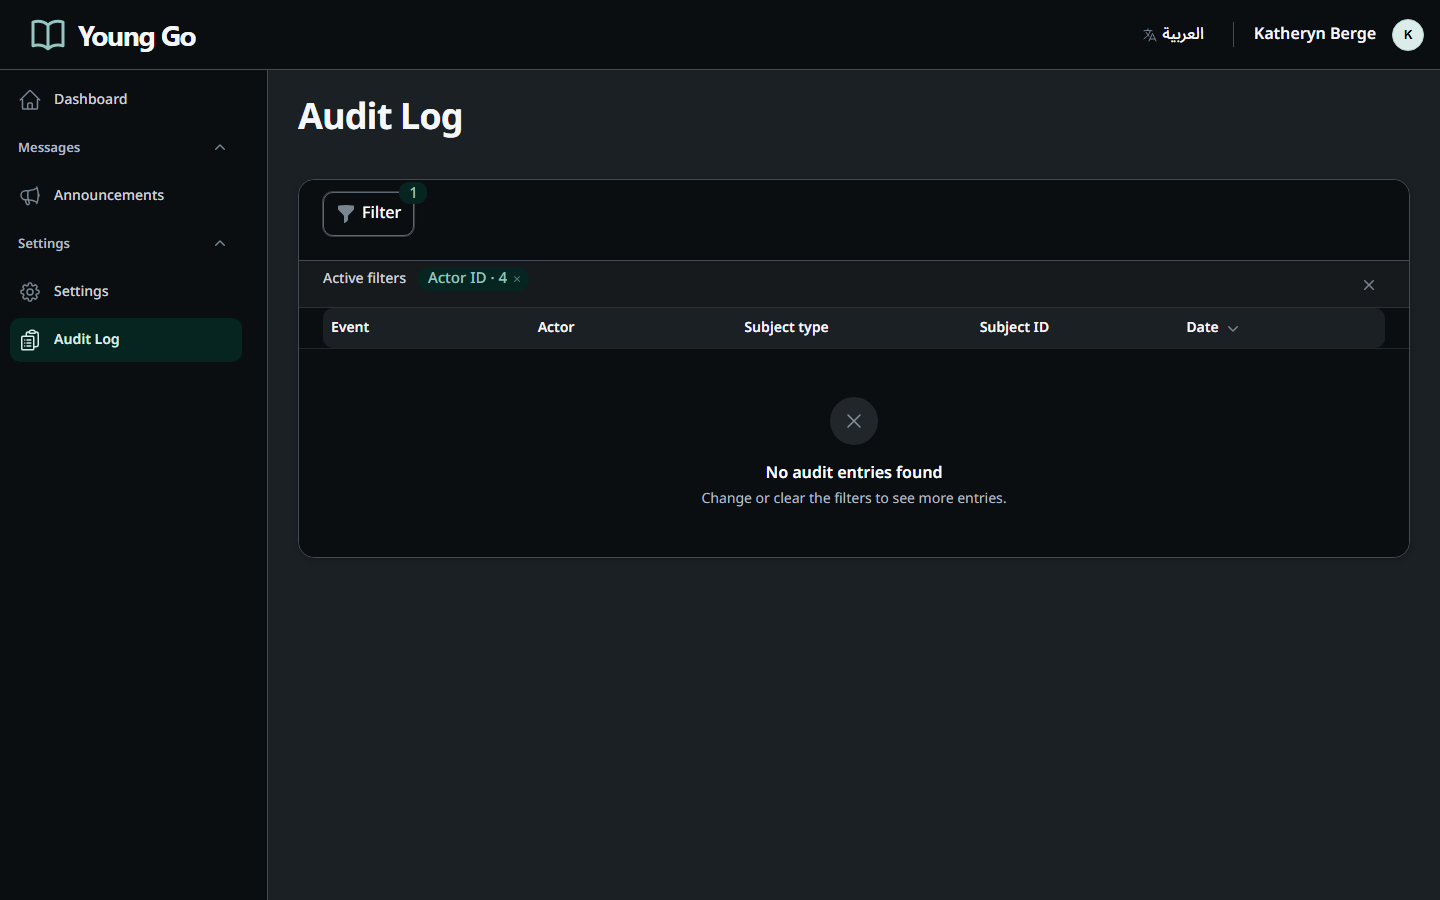 Young Go
العربية
Katheryn Berge
K
Dashboard
Messages
Announcements
Settings
Settings
Audit Log
Audit Log
Filter
1
Active filters
Actor ID · 4 ×
Event Actor Subject type Subject ID Date
No audit entries found
Change or clear the filters to see more entries.